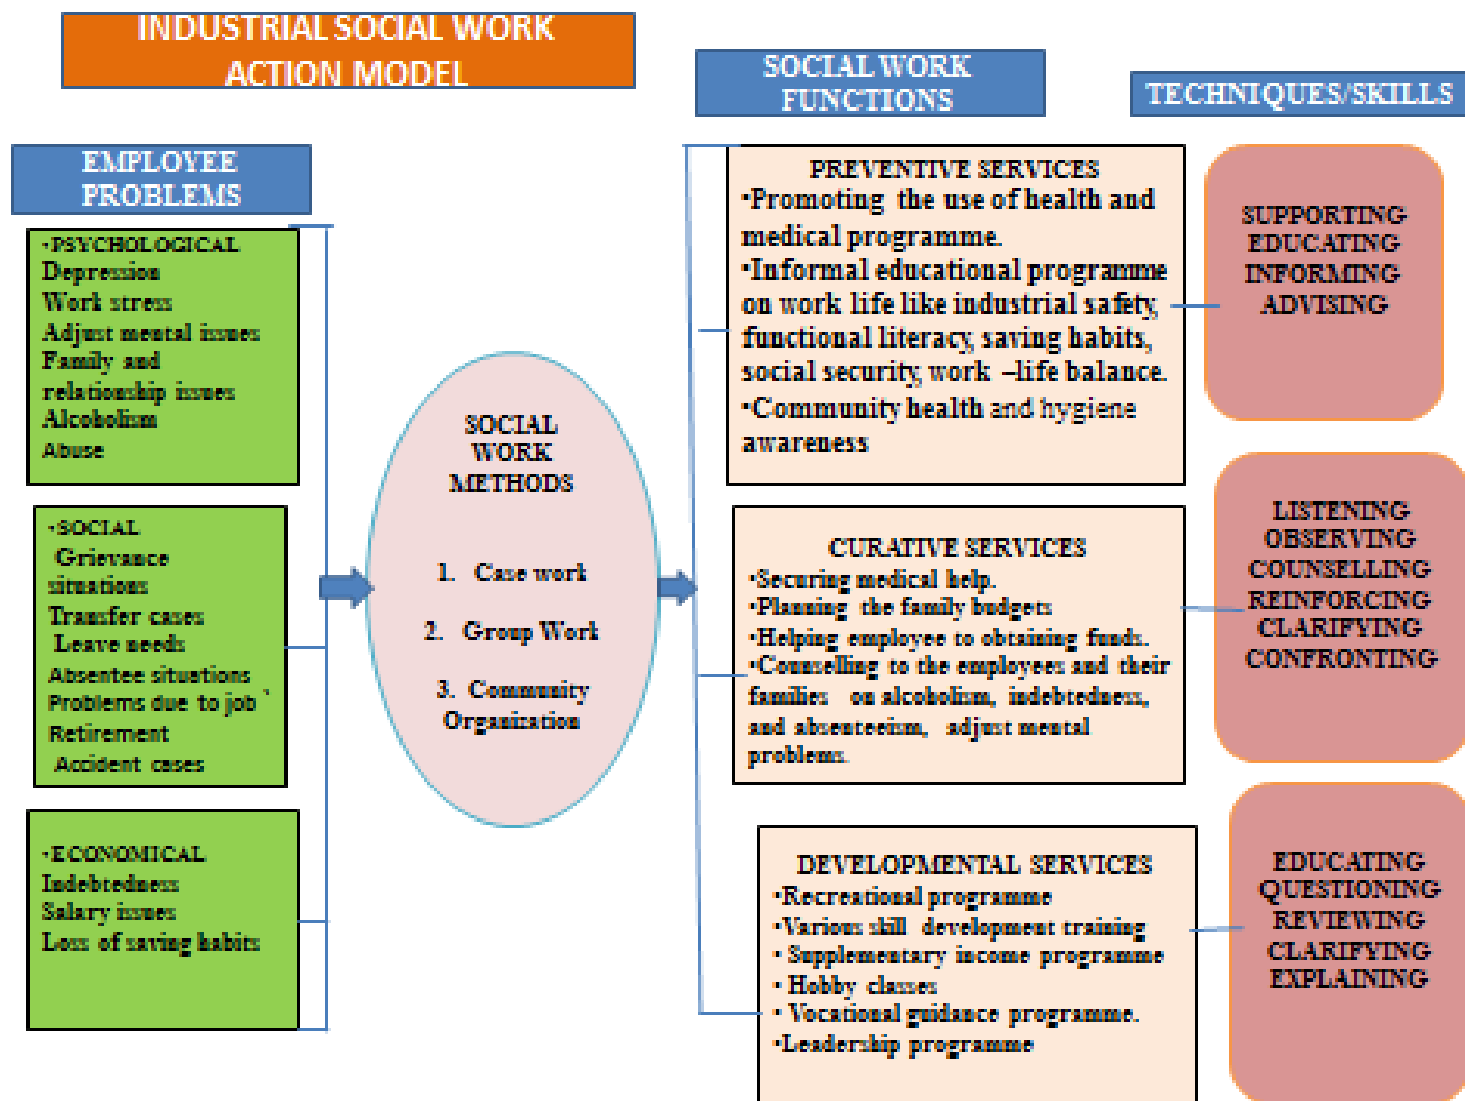 INDUSTRIAL SOCIAL WORK
ACTION MODEL
SOCIAL WORK
FUNCTIONS
TECHNIQUES/SKILLS
EMPLOYEE
PROBLEMS
•PSYCHOLOGICAL
Depression
Work stress
Adjust mental issues
Family and
relationship issues
Alcoholism
Abuse
•SOCIAL
Grievance
situations
Transfer cases
Leave needs
Absentee situations
Problems due to job `
Retirement
Accident cases
•ECONOMICAL
Indebtedness
Salary issues
Loss of saving habits
SOCIAL
WORK
METHODS
1. Case work
2. Group Work
3. Community
Organization
PREVENTIVE SERVICES
•Promoting the use of health and
medical programme.
•Informal educational programme
on work life like industrial safety,
functional literacy, saving habits,
social security, work –life balance.
•Community health and hygiene
awareness
CURATIVE SERVICES
•Securing medical help.
•Planning the family budgets
•Helping employee to obtaining funds.
•Counselling to the employees and their
families on alcoholism, indebtedness,
and absenteeism, adjust mental
problems.
DEVELOPMENTAL SERVICES
•Recreational programme
•Various skill development training
• Supplementary income programme
• Hobby classes
• Vocational guidance programme.
•Leadership programme
SUPPORTING
EDUCATING
INFORMING
ADVISING
LISTENING
OBSERVING
COUNSELLING
REINFORCING
CLARIFYING
CONFRONTING
EDUCATING
QUESTIONING
REVIEWING
CLARIFYING
EXPLAINING